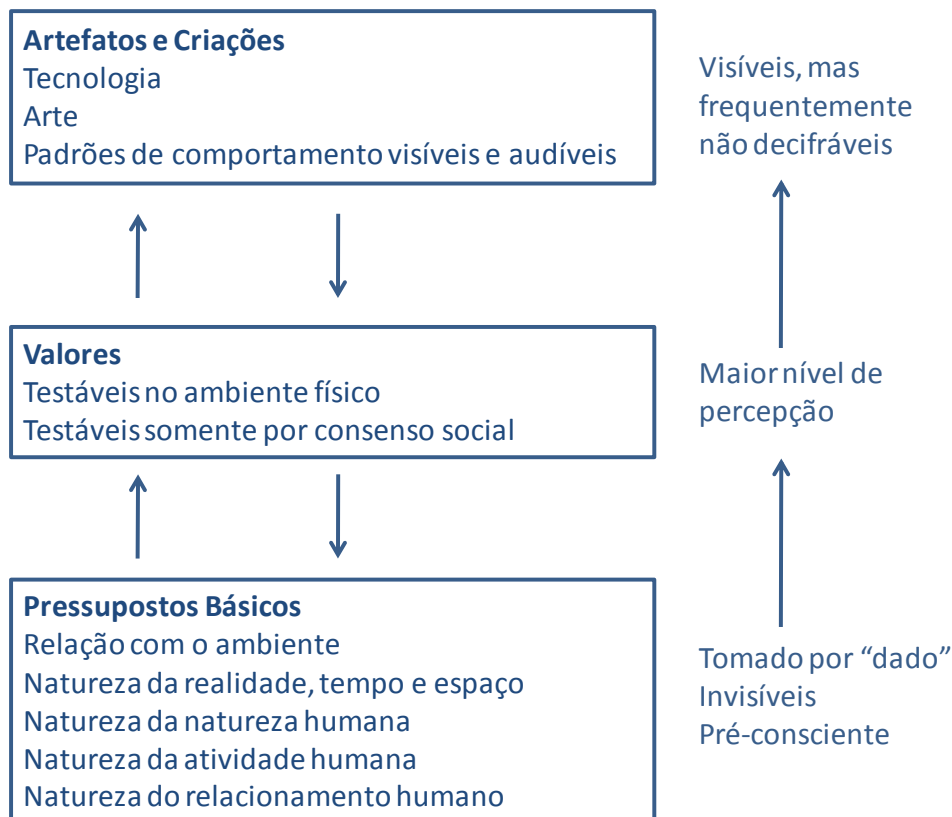 Artefatos e Criações
Tecnologia
Arte
Padrões de comportamento visíveis e audíveis
Visíveis, mas
frequentemente
não decifráveis
Valores
Testáveis no ambiente físico
Testáveis somente por consenso social
Maior nível de
percepção
Pressupostos Básicos
Relação com o ambiente
Natureza da realidade, tempo e espaço
Natureza da natureza humana
Natureza da atividade humana
Natureza do relacionamento humano
Tomado por “dado”
Invisíveis
Pré-consciente